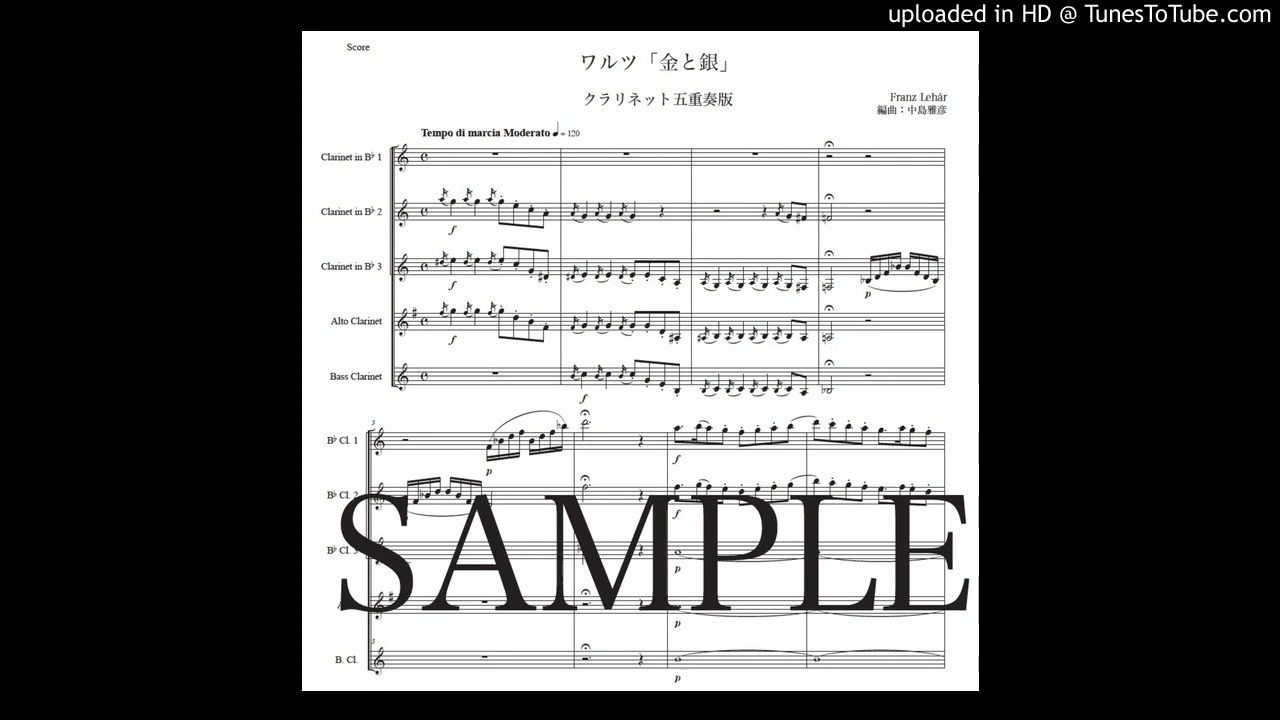 uploaded in HD @ TunesToTube.com
Score
ワルツ「金と銀」
クラリネット五重奏版
Franz Lehár
編曲：中島雅彦
Tempo di marcia Moderato ♩ = 120
Clarinet in B♭ 1
Clarinet in B♭ 2
f
Clarinet in B♭ 3
f
p
Alto Clarinet
f
Bass Clarinet
f
5
B♭ Cl. 1
p
f
B♭ Cl. 2
f
B♭ Cl. 3
p
SAMPLE
p
5
B. Cl.
p